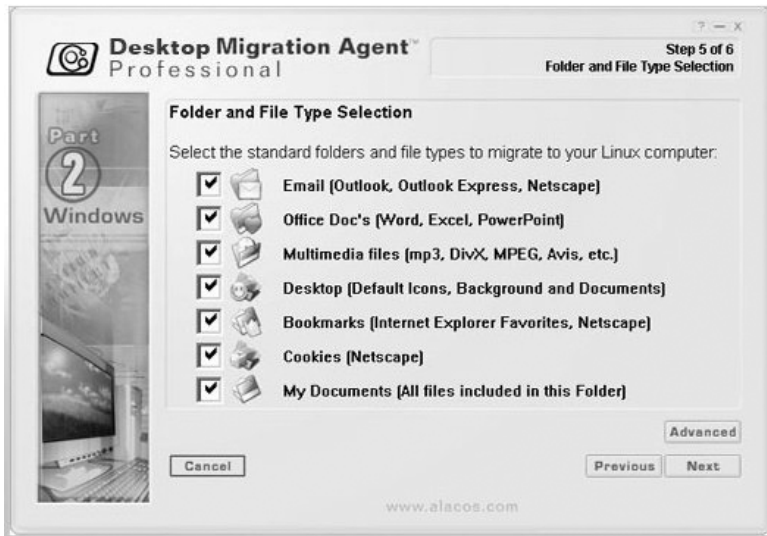 ? – X
Desktop Migration Agent™
Professional
Step 5 of 6
Folder and File Type Selection
Part
2
Windows
Folder and File Type Selection
Select the standard folders and file types to migrate to your Linux computer:
Email (Outlook, Outlook Express, Netscape)
Office Doc's (Word, Excel, PowerPoint)
Multimedia files (mp3, DivX, MPEG, Avis, etc.)
Desktop (Default Icons, Background and Documents)
Bookmarks (Internet Explorer Favorites, Netscape)
Cookies (Netscape)
My Documents (All files included in this Folder)
Advanced
Cancel
Previous
Next
www.alacos.com